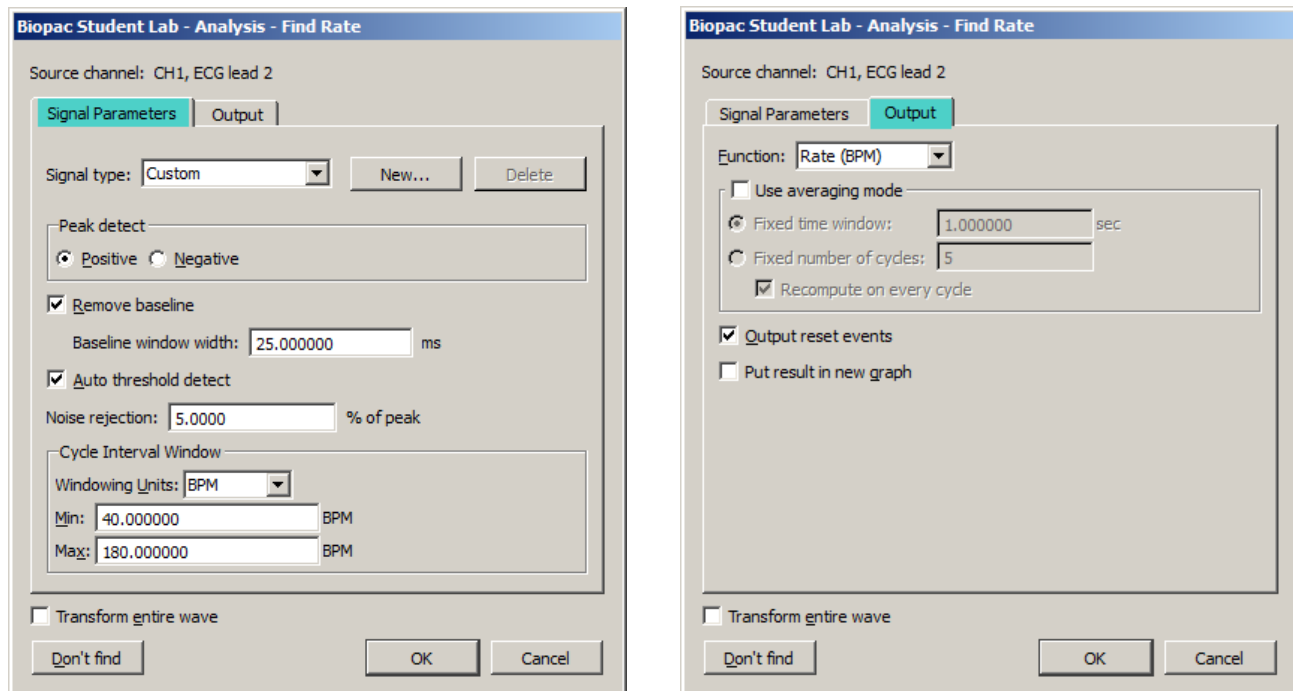 Biopac Student Lab - Analysis - Find Rate
Source channel: CH1, ECG lead 2
Signal Parameters Output
Signal type: Custom New... Delete
Peak detect
Positive Negative
Remove baseline
Baseline window width: 25.000000 ms
Auto threshold detect
Noise rejection: 5.0000 % of peak
Cycle Interval Window
Windowing Units: BPM
Min: 40.000000 BPM
Max: 180.000000 BPM
Transform entire wave
Don't find OK Cancel
Biopac Student Lab - Analysis - Find Rate
Source channel: CH1, ECG lead 2
Signal Parameters Output
Function: Rate (BPM)
Use averaging mode
Fixed time window: 1.000000 sec
Fixed number of cycles: 5
Recompute on every cycle
Output reset events
Put result in new graph
Transform entire wave
Don't find OK Cancel